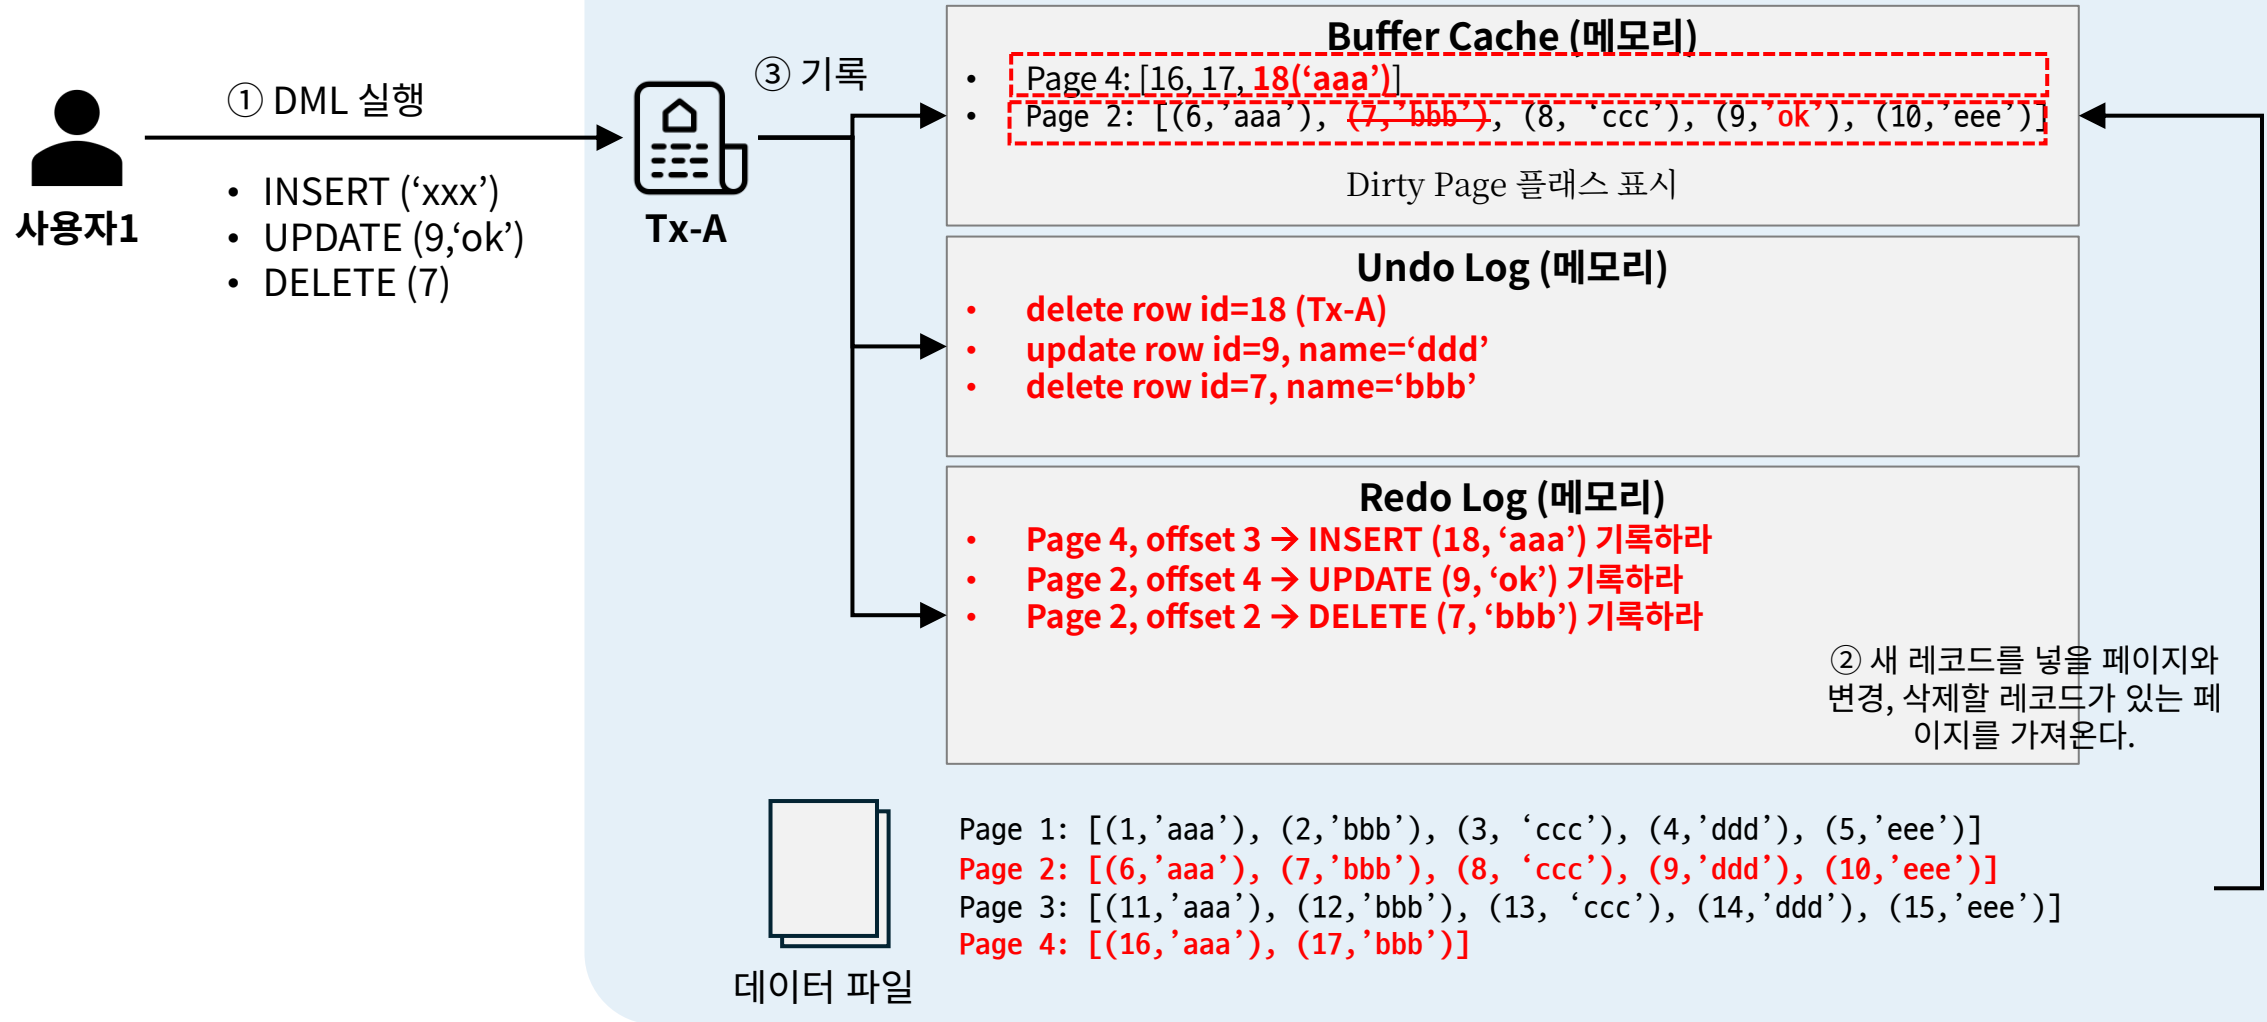 ① DML 실행
• INSERT (‘xxx’)
• UPDATE (9,‘ok’)
• DELETE (7)
사용자1
Tx-A
③ 기록
Buffer Cache (메모리)
• Page 4: [16, 17, 18(‘aaa’)]
• Page 2: [(6,’aaa’), (7,’bbb’), (8, ‘ccc’), (9,’ok’), (10,’eee’)]
Dirty Page 플래스 표시
Undo Log (메모리)
• delete row id=18 (Tx-A)
• update row id=9, name=‘ddd’
• delete row id=7, name=‘bbb’
Redo Log (메모리)
• Page 4, offset 3 → INSERT (18, ‘aaa’) 기록하라
• Page 2, offset 4 → UPDATE (9, ‘ok’) 기록하라
• Page 2, offset 2 → DELETE (7, ‘bbb’) 기록하라
② 새 레코드를 넣을 페이지와
변경, 삭제할 레코드가 있는 페
이지를 가져온다.
Page 1: [(1,’aaa’), (2,’bbb’), (3, ‘ccc’), (4,’ddd’), (5,’eee’)]
Page 2: [(6,’aaa’), (7,’bbb’), (8, ‘ccc’), (9,’ddd’), (10,’eee’)]
Page 3: [(11,’aaa’), (12,’bbb’), (13, ‘ccc’), (14,’ddd’), (15,’eee’)]
Page 4: [(16,’aaa’), (17,’bbb’)]
데이터 파일